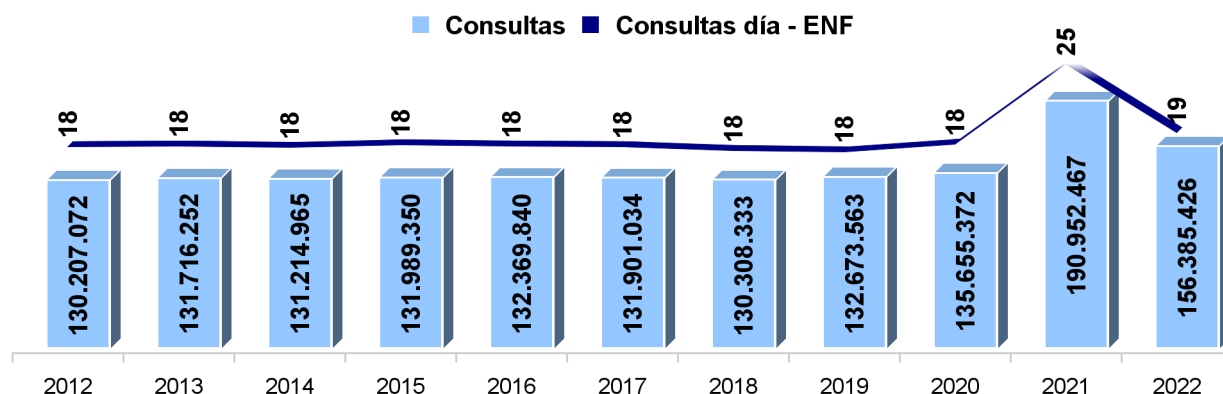 Consultas Consultas día - ENF
18 18 18 18 18 18 18 18 18 25 19
130.207.072 131.716.252 131.214.965 131.989.350 132.369.840 131.901.034 130.308.333 132.673.563 135.655.372 190.952.467 156.385.426
2012 2013 2014 2015 2016 2017 2018 2019 2020 2021 2022